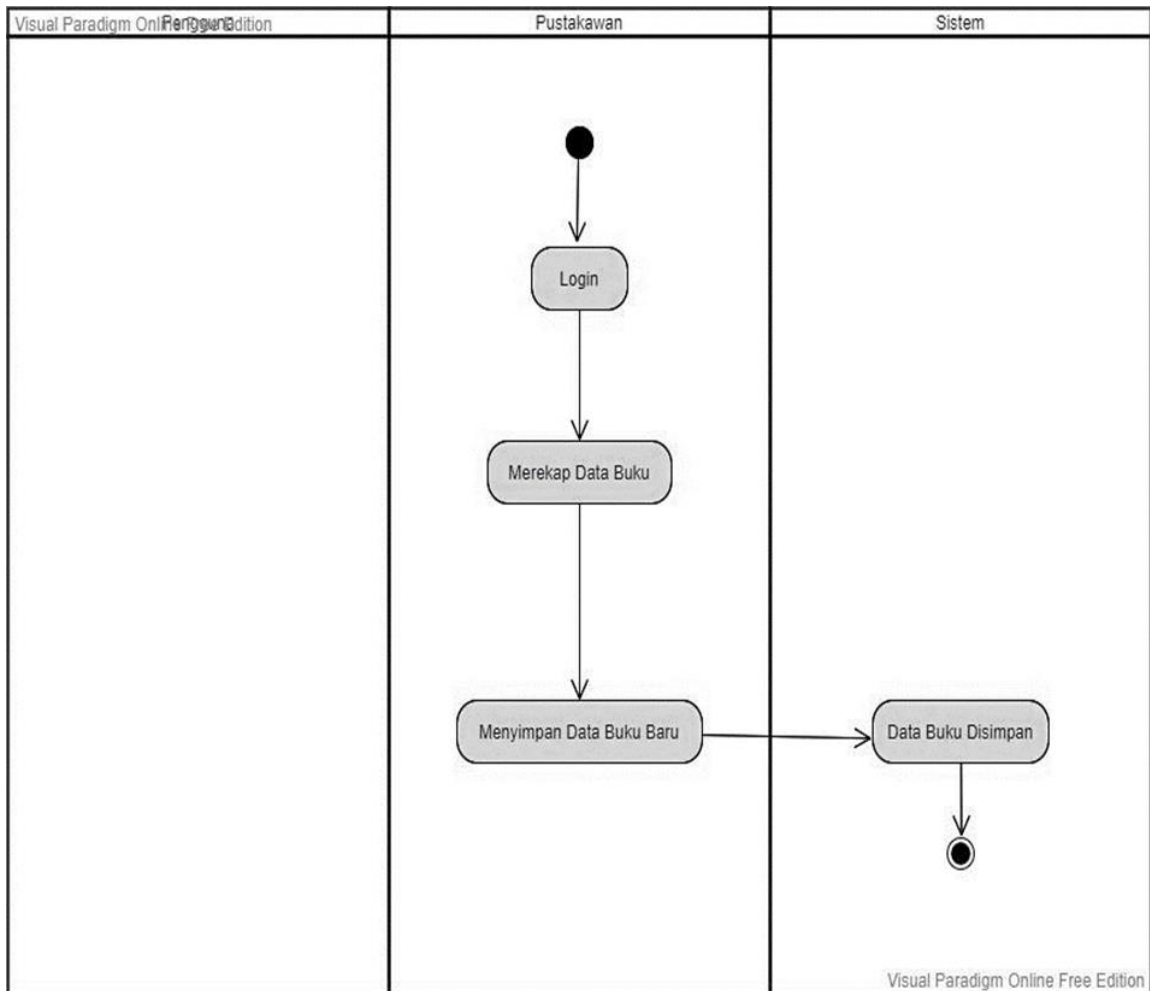 Visual Paradigm Online Free Edition
Pengguna
Pustakawan
Sistem
Login
Merekap Data Buku
Menyimpan Data Buku Baru
Data Buku Disimpan
Visual Paradigm Online Free Edition